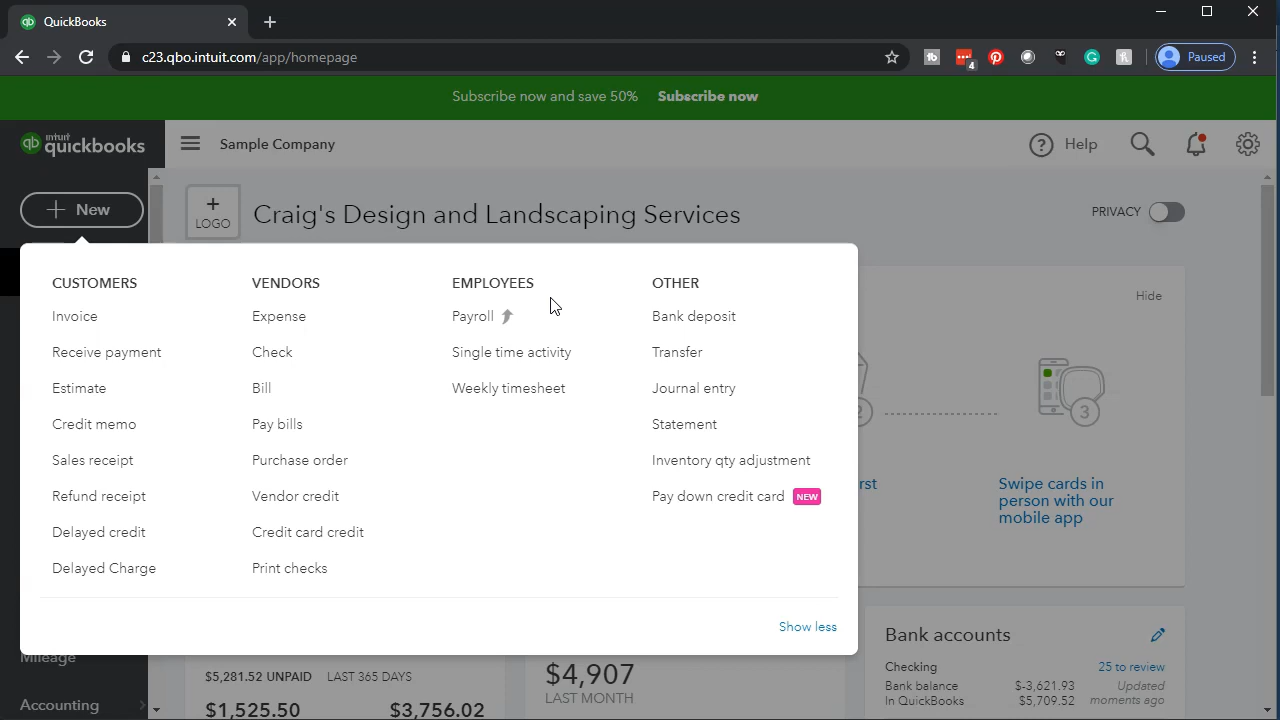 QuickBooks
c23.qbo.intuit.com/app/homepage
4
Paused
Subscribe now and save 50% Subscribe now
intuit quickbooks
Sample Company
Help
New
+ LOGO
Craig's Design and Landscaping Services
PRIVACY
CUSTOMERS
Invoice
Receive payment
Estimate
Credit memo
Sales receipt
Refund receipt
Delayed credit
Delayed Charge
VENDORS
Expense
Check
Bill
Pay bills
Purchase order
Vendor credit
Credit card credit
Print checks
EMPLOYEES
Payroll
Single time activity
Weekly timesheet
OTHER
Bank deposit
Transfer
Journal entry
Statement
Inventory qty adjustment
Pay down credit card NEW
Show less
Hide
2
3
rst
Swipe cards in
person with our
mobile app
Mileage
Accounting
$5,281.52 UNPAID LAST 365 DAYS
$1,525.50 $3,756.02
$4,907
LAST MONTH
Bank accounts
Checking 25 to review
Bank balance $-3,621.93 Updated
In QuickBooks $5,709.52 moments ago